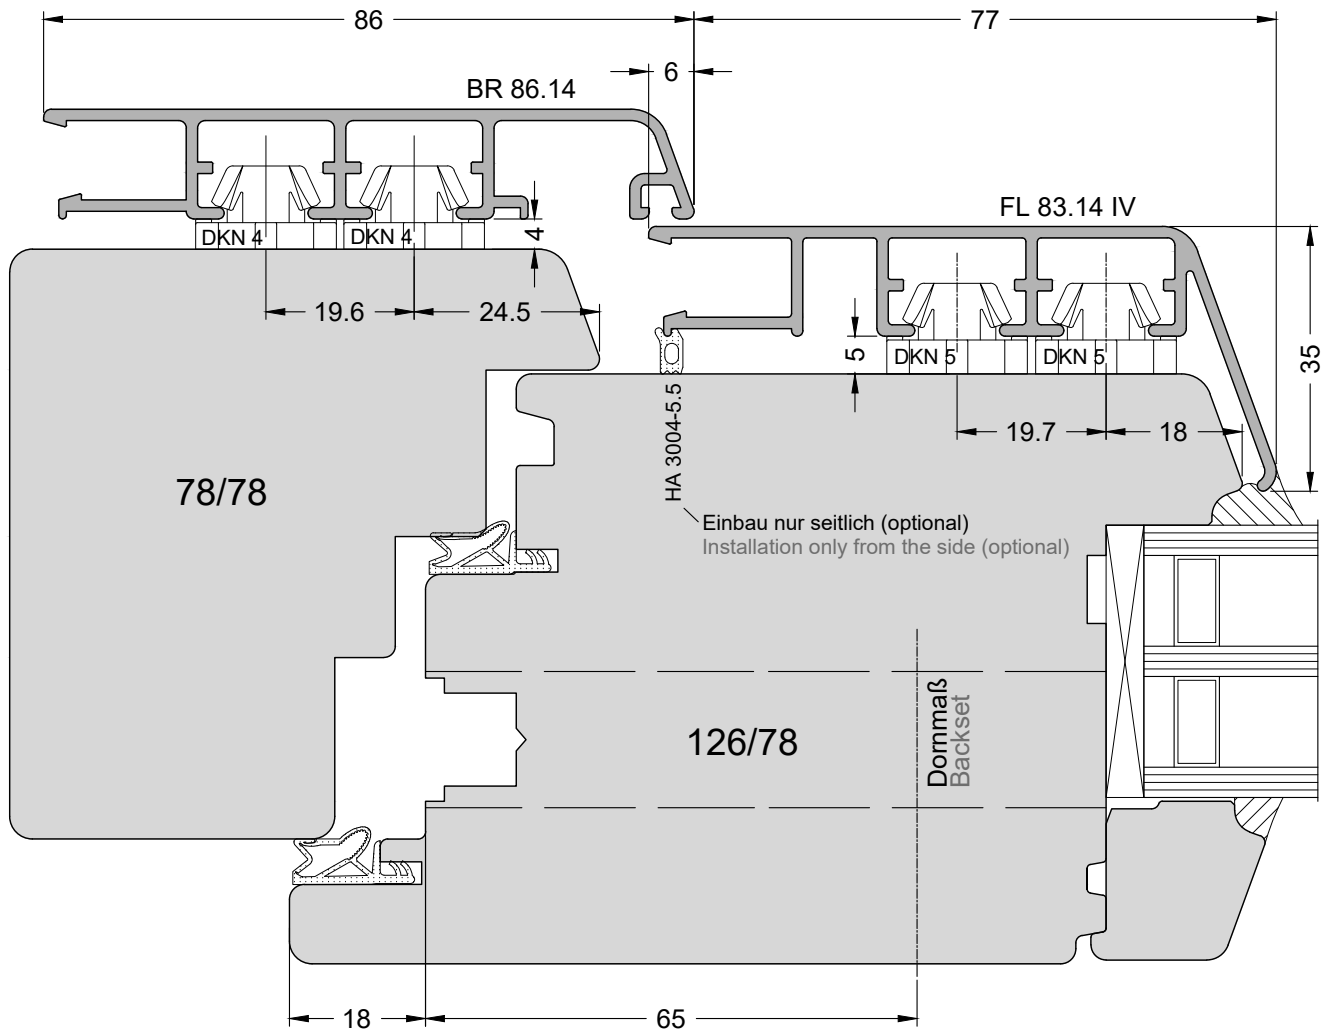 86
77
6
BR 86.14
FL 83.14 IV
DKN 4
DKN 4
4
19.6
24.5
5
DKN 5
DKN 5
35
19.7
18
HA 3004-5.5
78/78
Einbau nur seitlich (optional)
Installation only from the side (optional)
126/78
Dornmaß
Backset
18
65